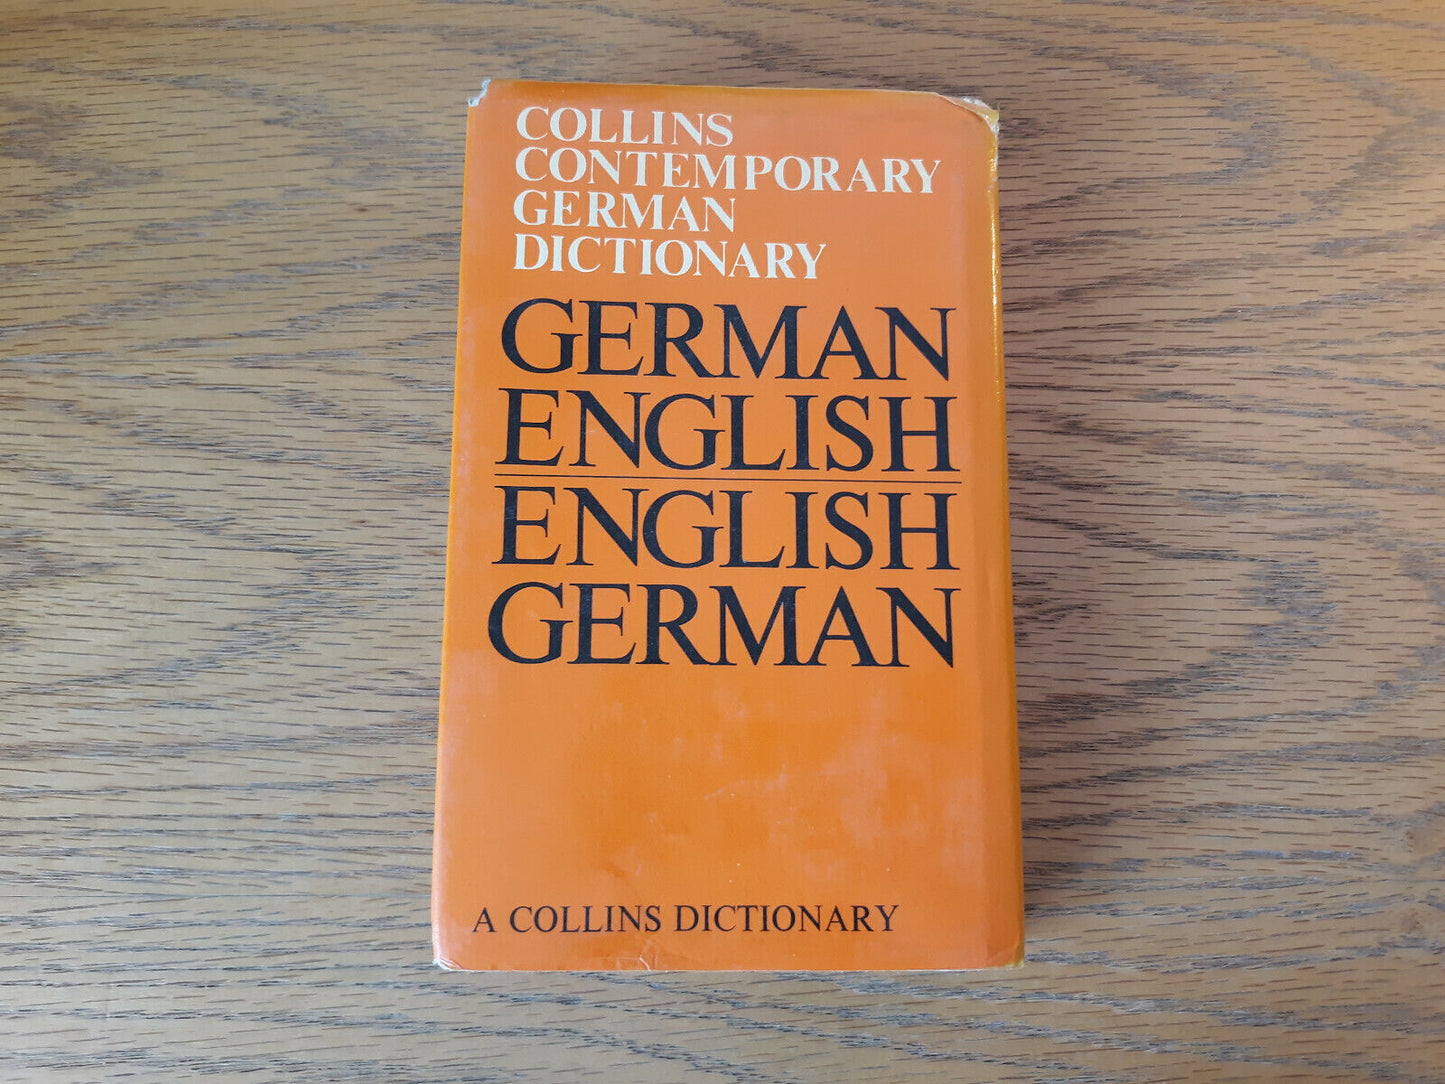 COLLINS
CONTEMPORARY
GERMAN
DICTIONARY
GERMAN
ENGLISH
ENGLISH
GERMAN
A COLLINS DICTIONARY